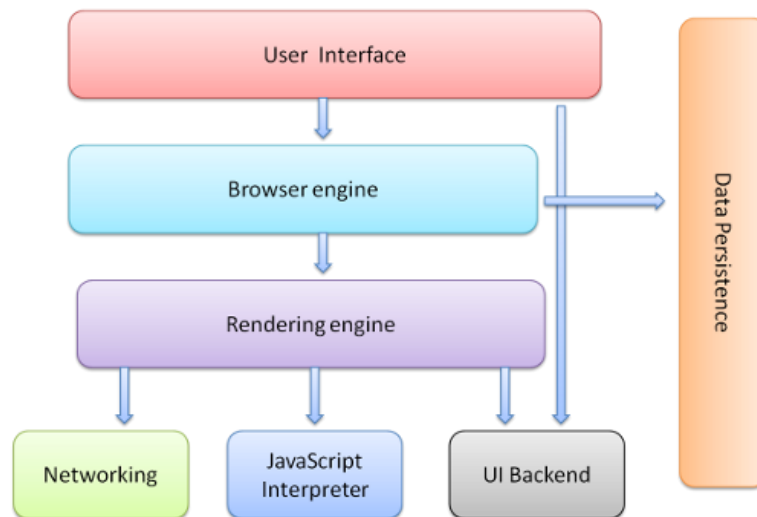 User Interface
Browser engine
Rendering engine
Networking
JavaScript
Interpreter
UI Backend
Data Persistence